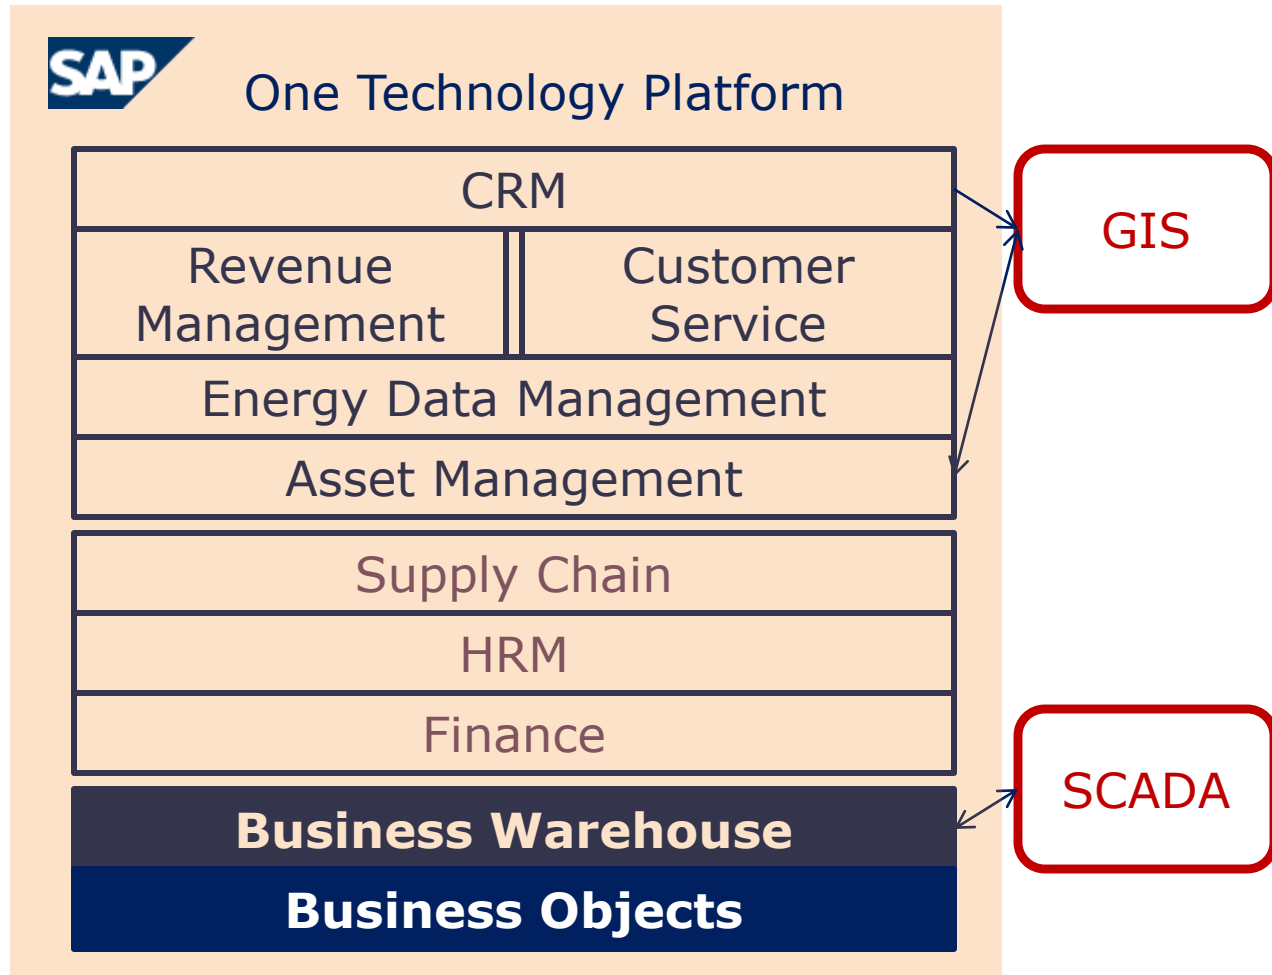 SAP
One Technology Platform
CRM
GIS
Revenue
Management
Customer
Service
Energy Data Management
Asset Management
Supply Chain
HRM
Finance
SCADA
Business Warehouse
Business Objects